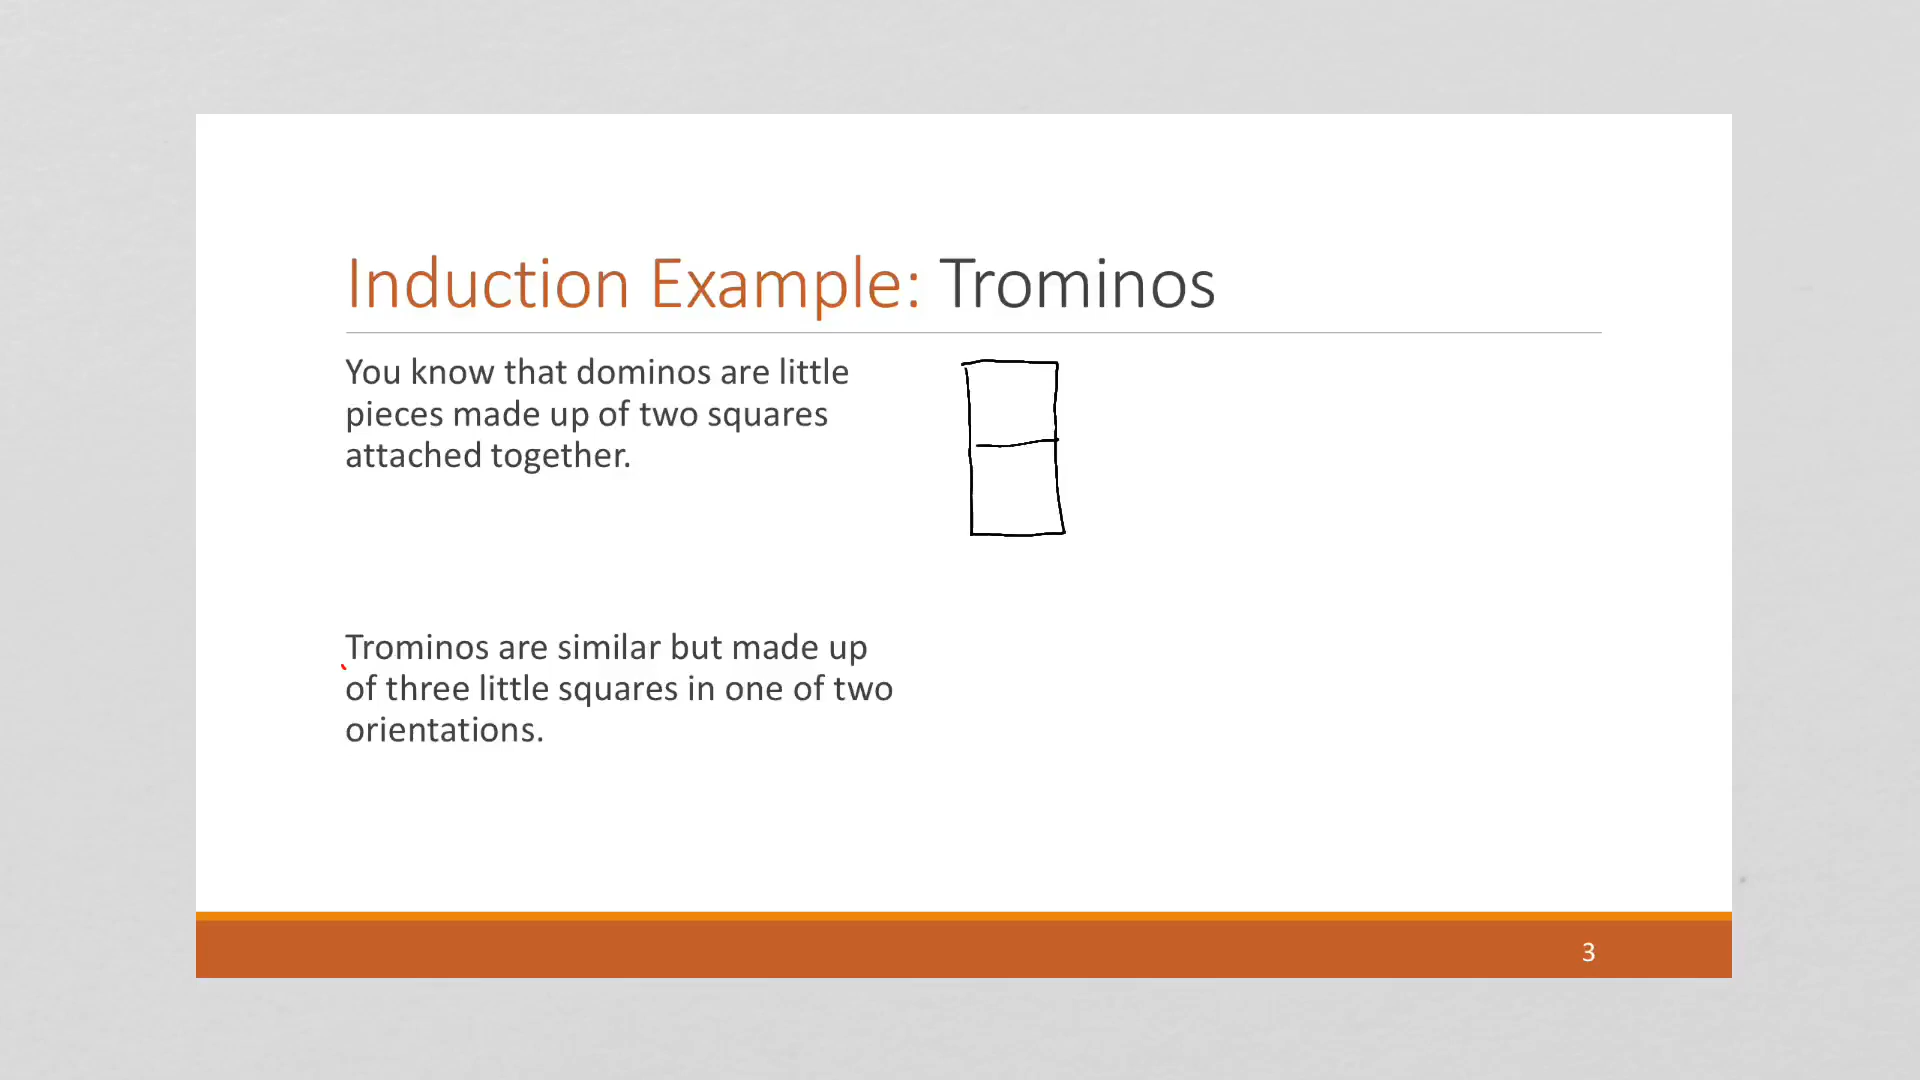 Induction Example: Trominos
You know that dominos are little
pieces made up of two squares
attached together.
Trominos are similar but made up
of three little squares in one of two
orientations.
3